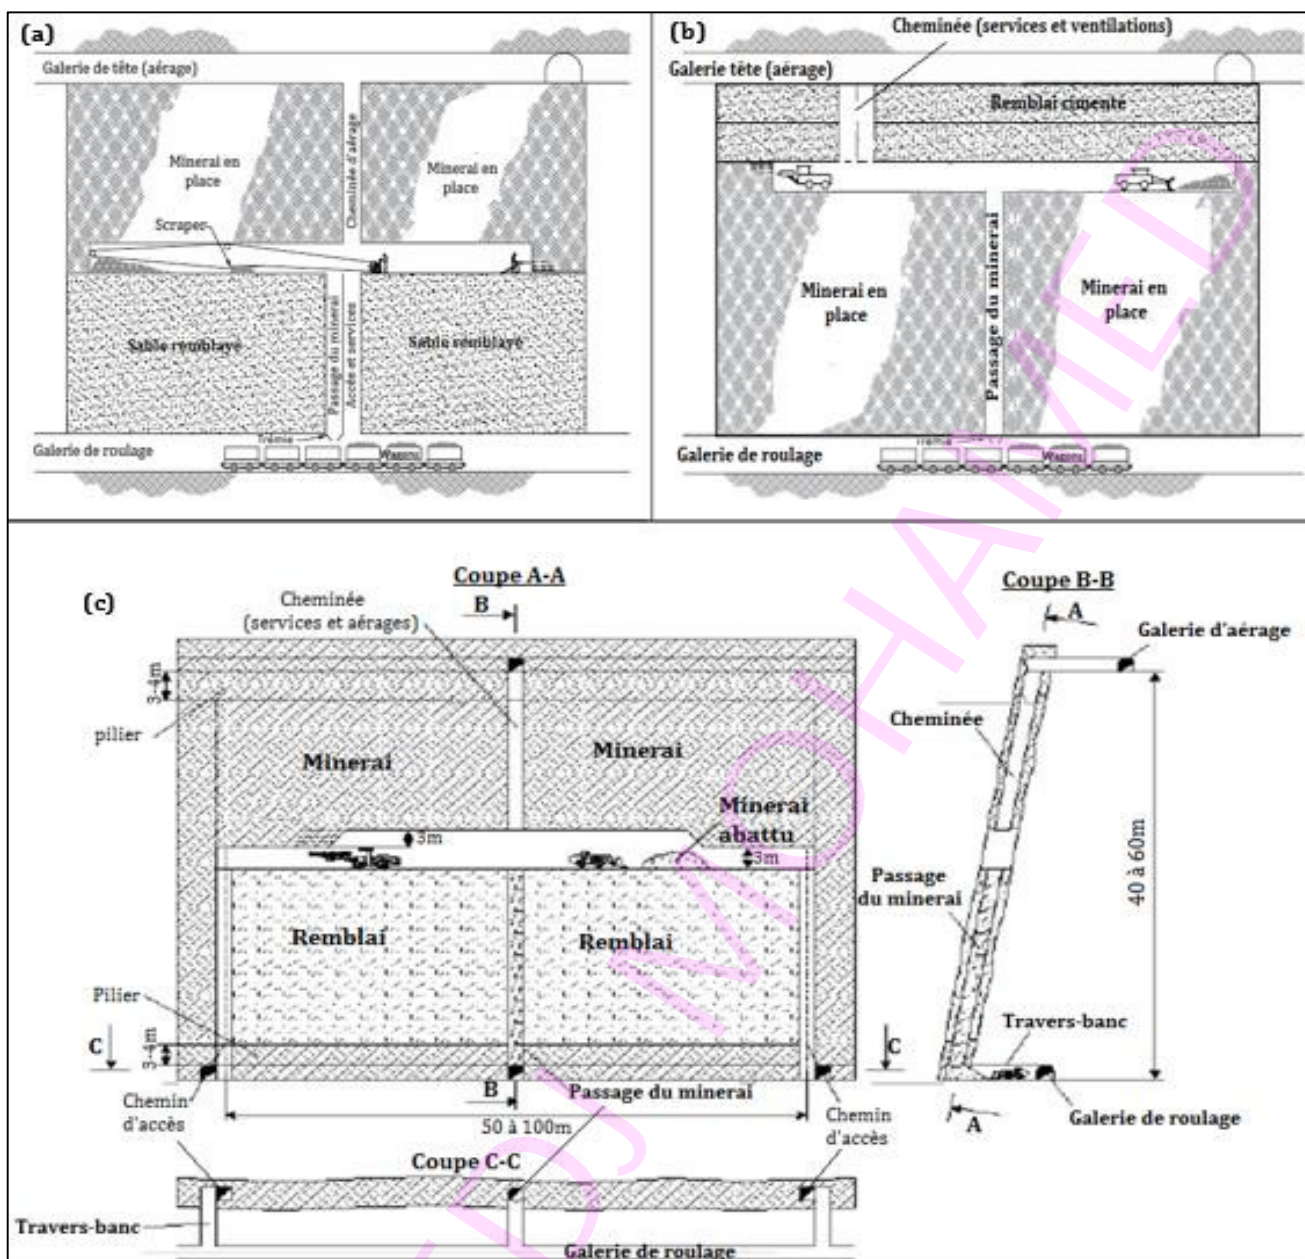 (a)
Galerie de tête (aérage)
Cheminée d'aérage
Minerai en
place
Minerai en
place
Scraper
Sable remblayé
Passage du minerai
Accée et services
Sable remblayé
Trémie
Galerie de roulage
Wagons
(b)
Cheminée (services et ventilations)
Galerie tête (aérage)
Remblai cimenté
Minerai en
place
Passage du minerai
Minerai en
place
Trémie
Galerie de roulage
Wagons
(c)
Coupe A-A
Cheminée
(services et aérages)
B
3-4m
pilier
Minerai
Minerai
Minerai
abattu
3m
3m
Remblai
Remblai
Pilier
C
3-4m
C
B
Passage du minerai
Chemin
d'accès
50 à 100m
Chemin
d'accès
Coupe C-C
Travers-banc
Galerie de roulage
Coupe B-B
A
Galerie d'aérage
Cheminée
Passage
du minerai
40 à 60m
Travers-banc
Galerie de roulage
A
DJ MOHAMED